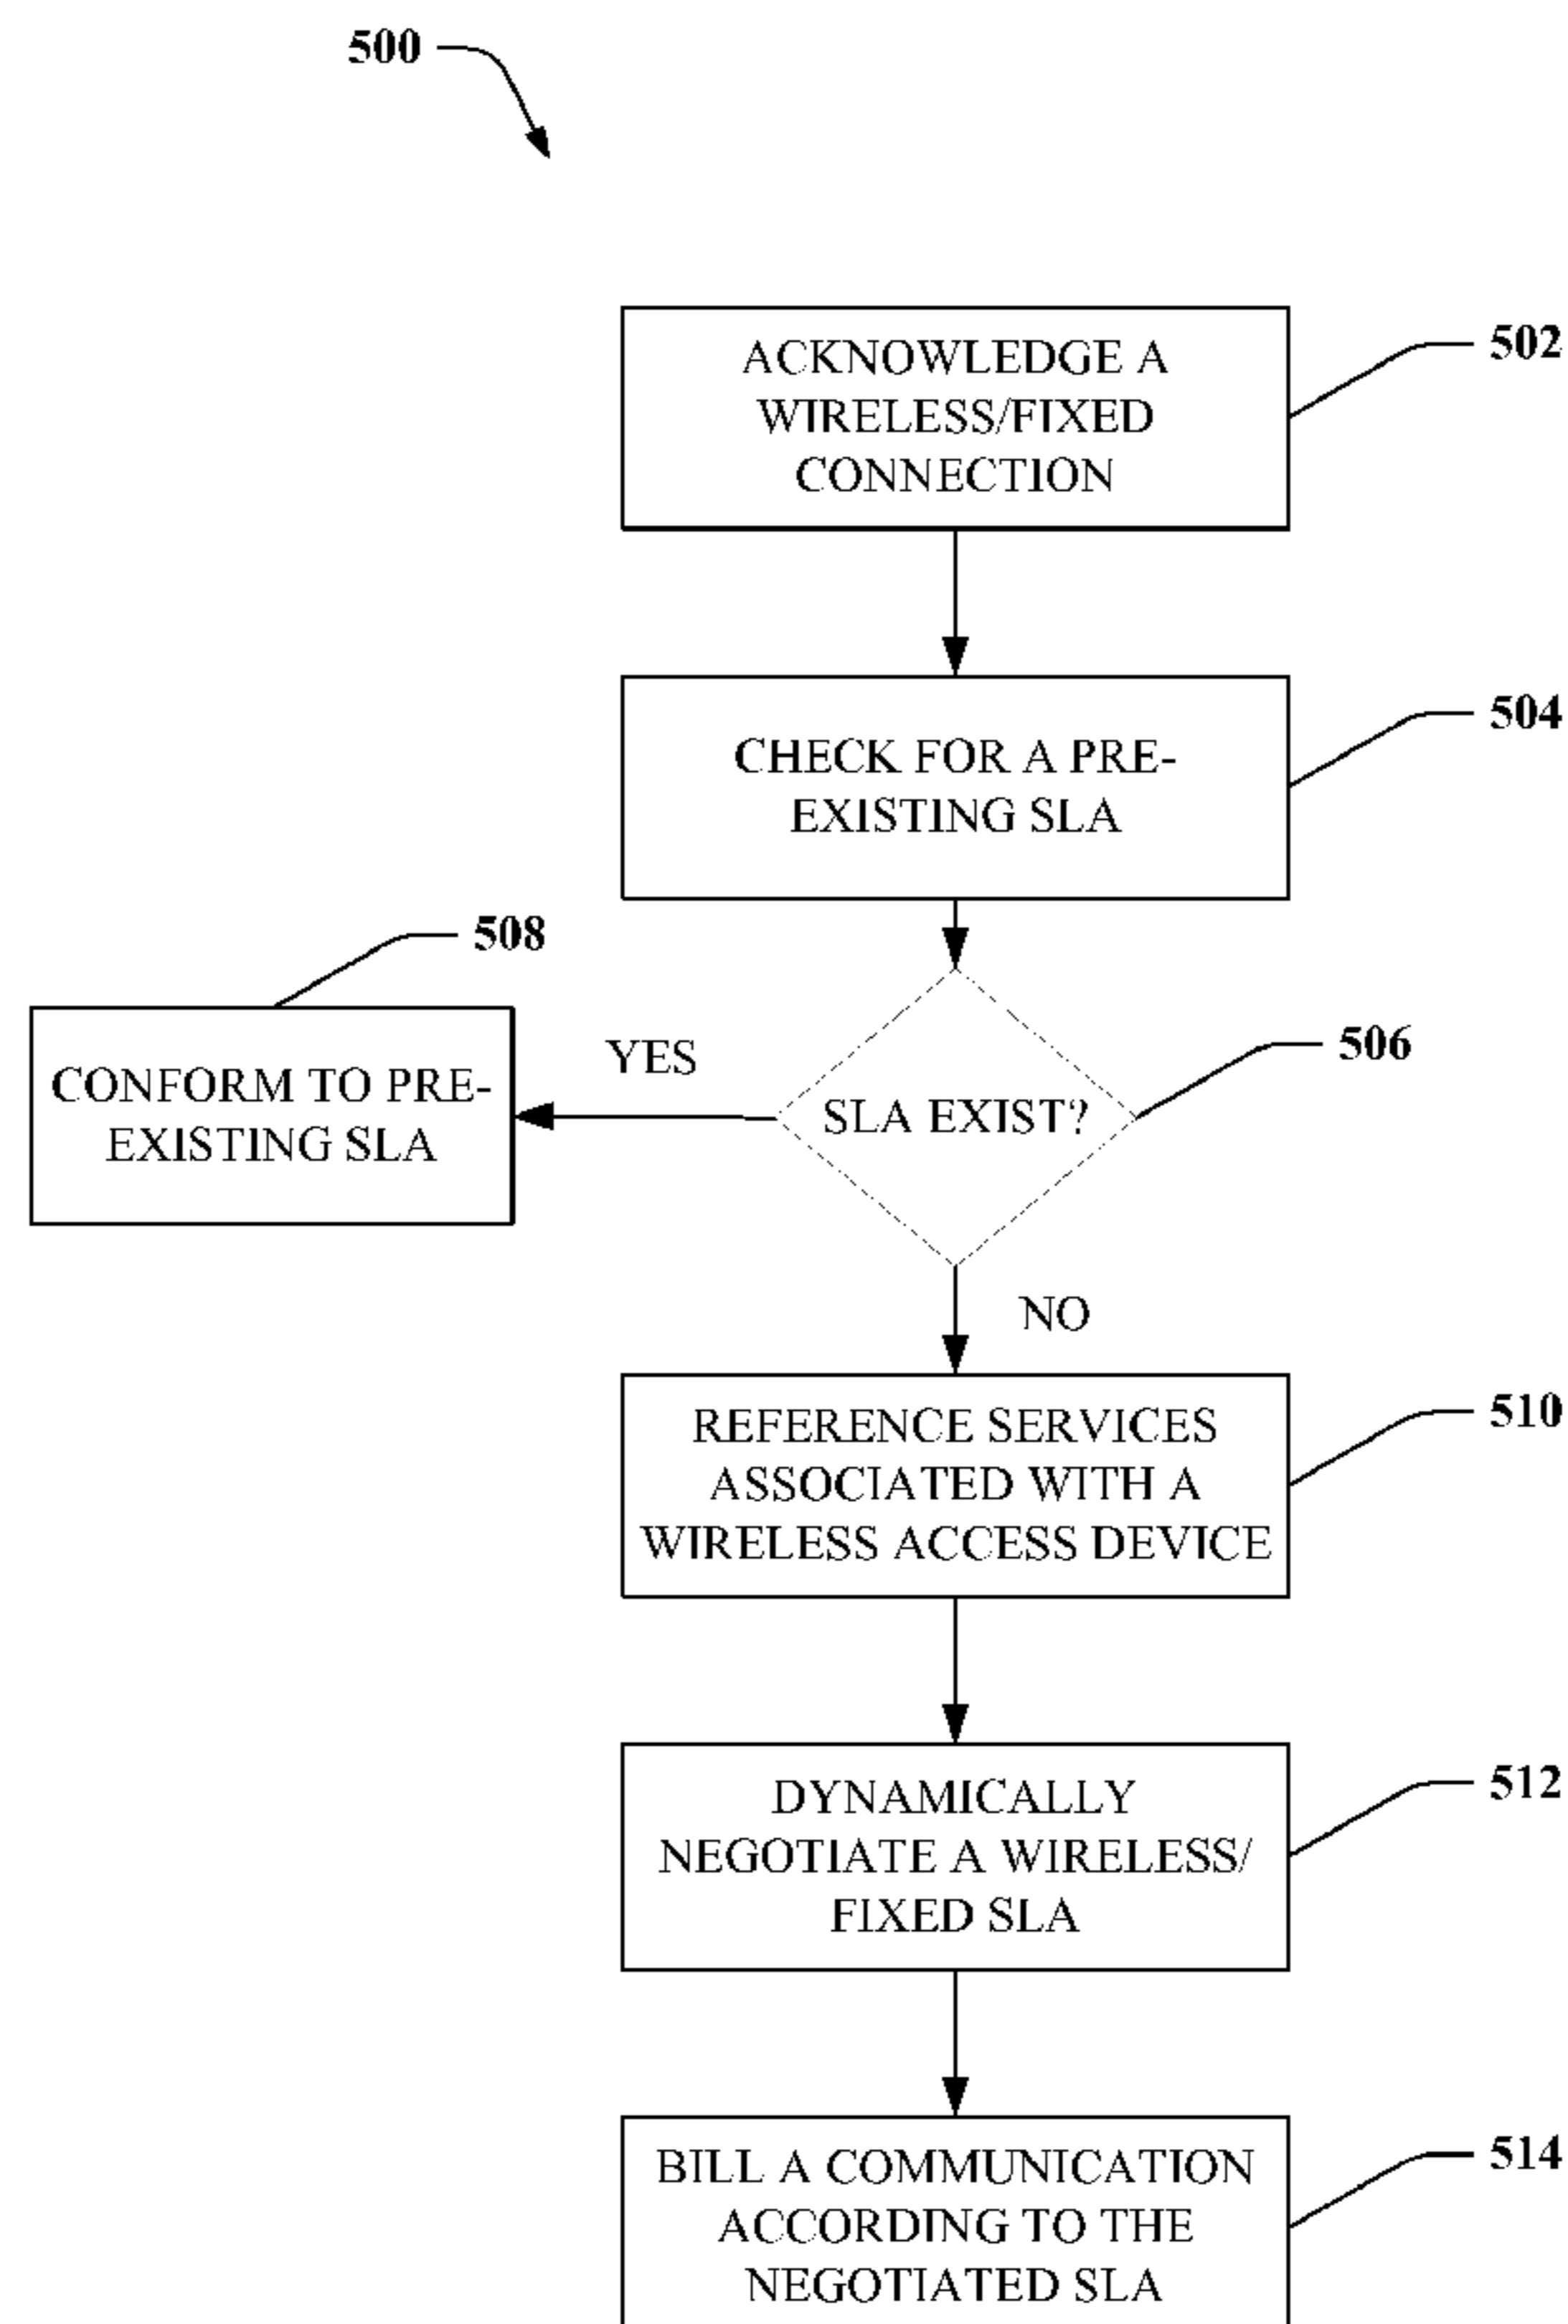 500
ACKNOWLEDGE A
WIRELESS/FIXED
CONNECTION
502
CHECK FOR A PRE-
EXISTING SLA
504
508
CONFORM TO PRE-
EXISTING SLA
YES
SLA EXIST?
506
NO
REFERENCE SERVICES
ASSOCIATED WITH A
WIRELESS ACCESS DEVICE
510
DYNAMICALLY
NEGOTIATE A WIRELESS/
FIXED SLA
512
BILL A COMMUNICATION
ACCORDING TO THE
NEGOTIATED SLA
514